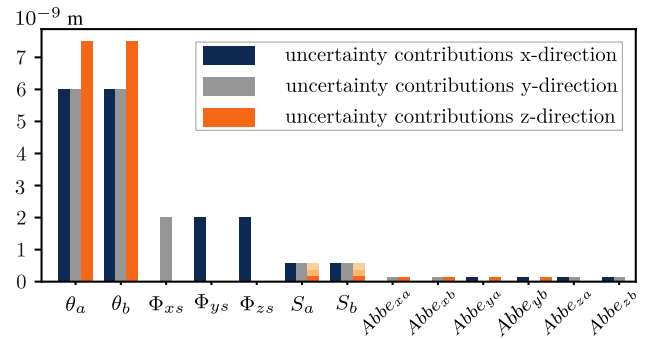 10⁻⁹ m
uncertainty contributions x-direction
uncertainty contributions y-direction
uncertainty contributions z-direction
7
6
5
4
3
2
1
0
θa θb Φxs Φys Φzs Sa Sb Abbexa Abbexb Abbeya Abbeyb Abbeza Abbezb